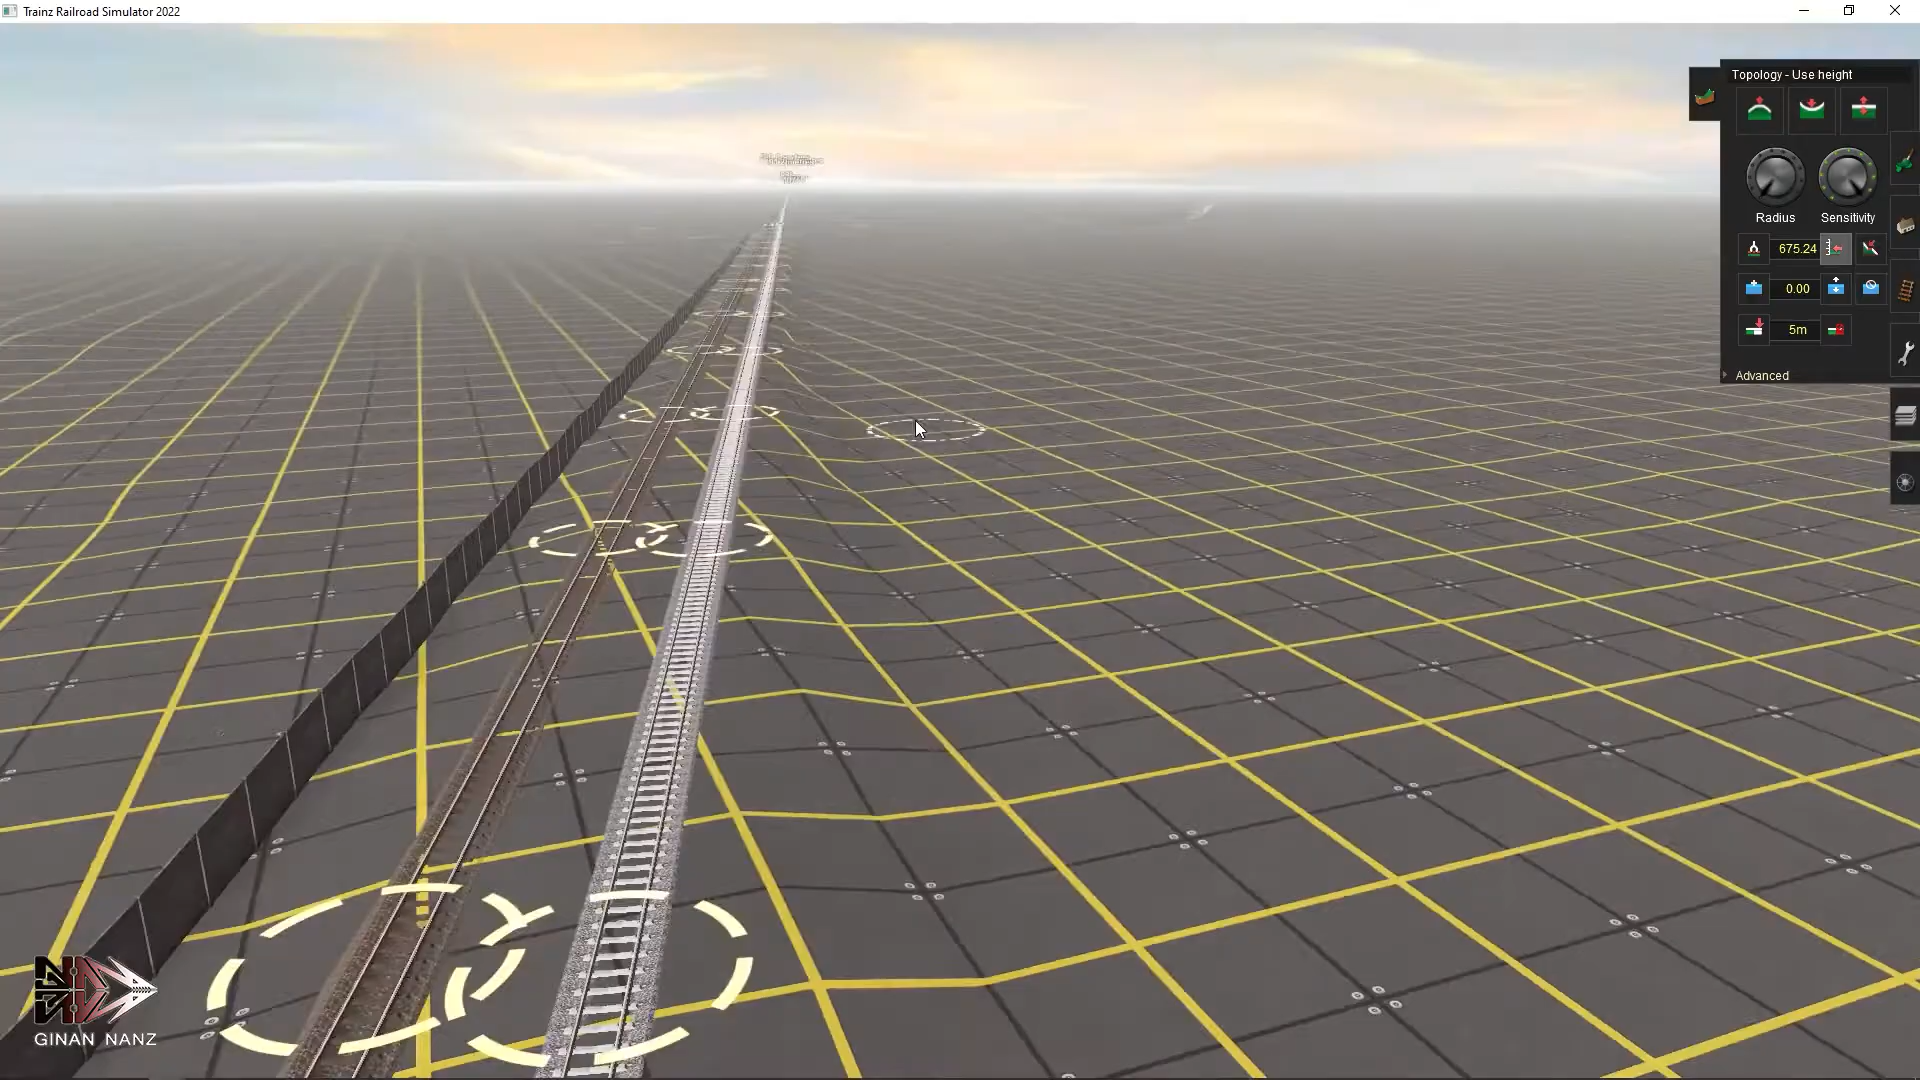 Trainz Railroad Simulator 2022
Topology - Use height
Radius
Sensitivity
675.24
0.00
5m
Advanced
GINAN NANZ